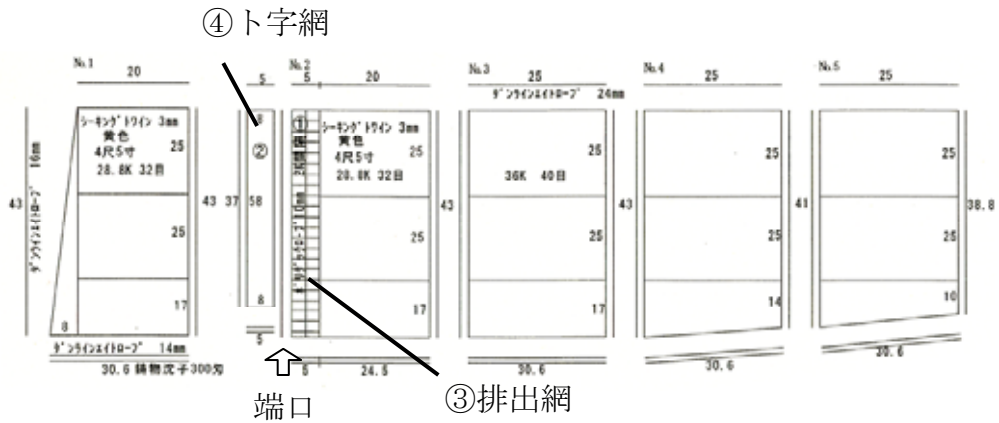 ④ト字網
No.1
20
5
No.2
5
20
No.3
25
ﾀﾞﾝﾗｲﾝｴｲﾄﾛｰﾌﾟ 24mm
No.4
25
No.5
25
ﾀﾞﾝﾗｲﾝｴｲﾄﾛｰﾌﾟ 16mm
43
ｼｰｷﾝｸﾞﾄﾜｲﾝ 3mm
黄色
4尺5寸
28.8K 32目
25
25
17
8
43
37
8
②
58
8
5
①
ｼｰｷﾝｸﾞﾄﾜｲﾝ 3mm
黄色
4尺5寸
28.8K 32目
25
25
17
43
36K 40目
25
25
17
43
25
25
14
41
25
25
10
38.8
ﾀﾞﾝﾗｲﾝｴｲﾄﾛｰﾌﾟ 14mm
30.6 鋳物沈子300匁
5
24.5
30.6
30.6
30.6
端口
③排出網